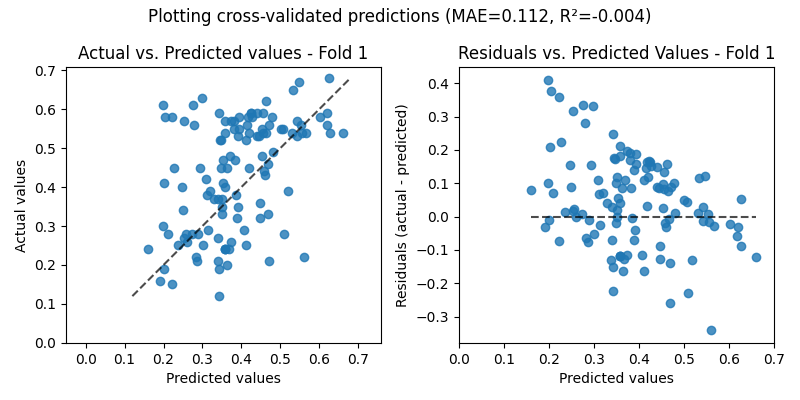 Plotting cross-validated predictions (MAE=0.112, R²=-0.004)
Actual vs. Predicted values - Fold 1
Actual values
0.7
0.6
0.5
0.4
0.3
0.2
0.1
0.0
0.0 0.1 0.2 0.3 0.4 0.5 0.6 0.7
Predicted values
Residuals vs. Predicted Values - Fold 1
Residuals (actual - predicted)
0.4
0.3
0.2
0.1
0.0
−0.1
−0.2
−0.3
0.0 0.1 0.2 0.3 0.4 0.5 0.6 0.7
Predicted values